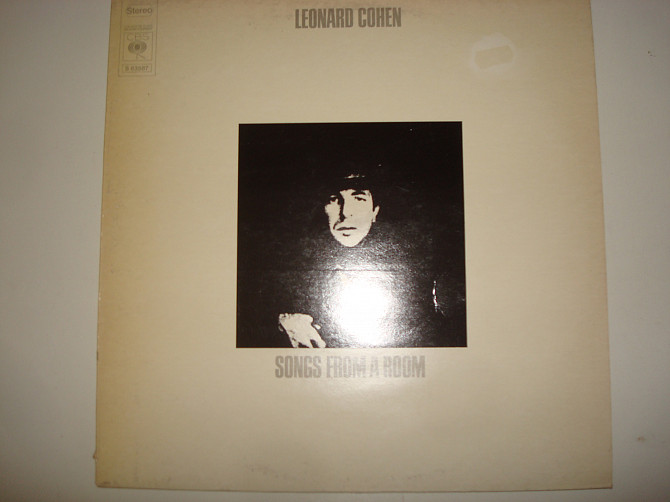 Stereo
LEONARD COHEN
CBS
SONGS FROM A ROOM